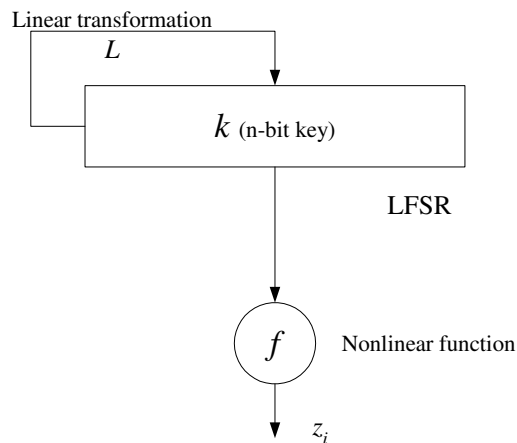 Linear transformation
L
k (n-bit key)
LFSR
f
Nonlinear function
z_i